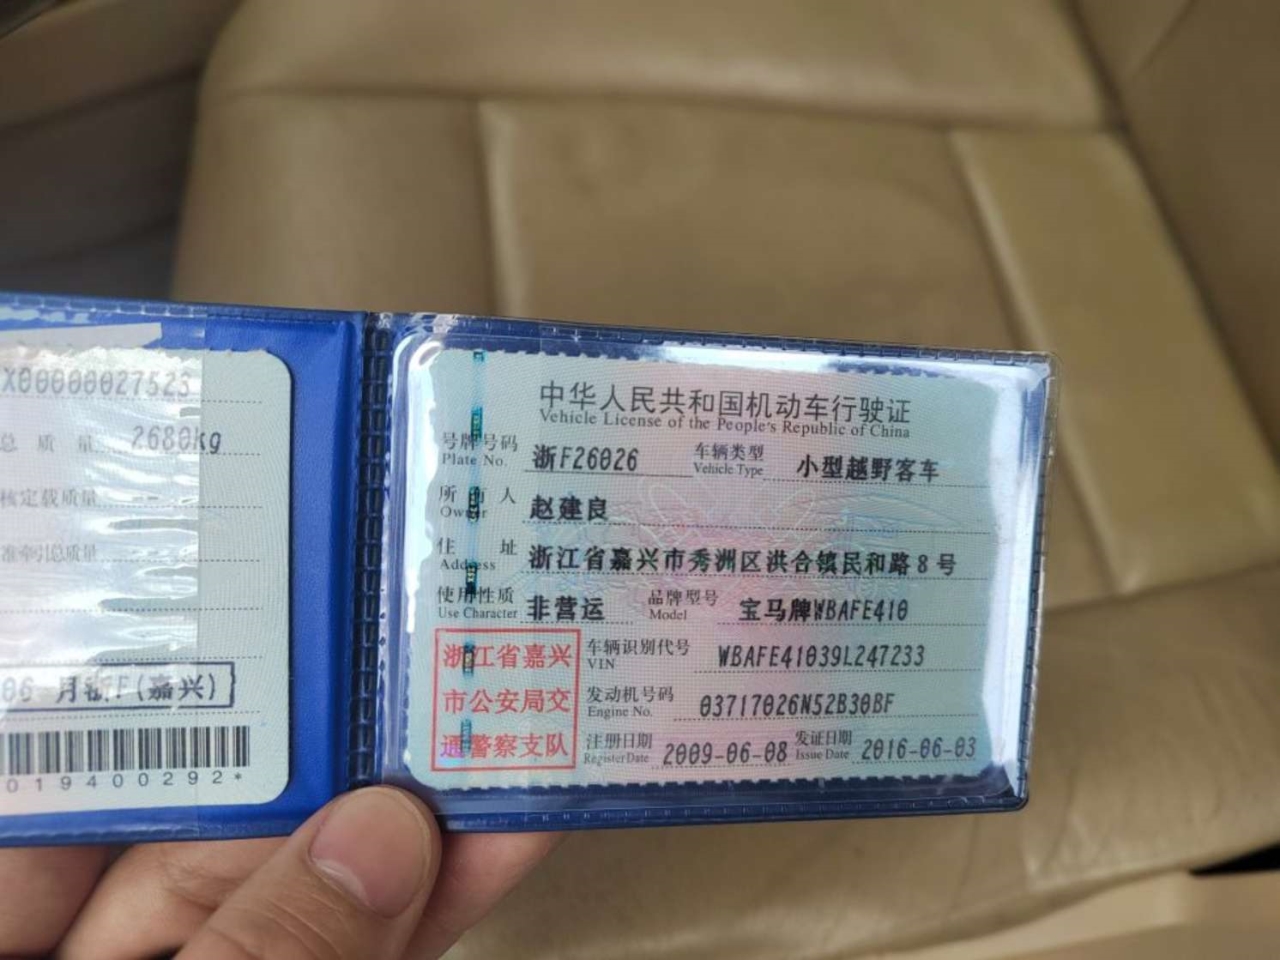 X00000027523
总质量 2680kg
核定载质量 --
准牵引总质量 --
06 月浙F(嘉兴)
019400292*
中华人民共和国机动车行驶证
Vehicle License of the People's Republic of China
号牌号码 浙F26026 车辆类型 小型越野客车
Plate No. Vehicle Type
所有人 赵建良
Owner
住址 浙江省嘉兴市秀洲区洪合镇民和路8号
Address
使用性质 非营运 品牌型号 宝马牌WBAFE410
Use Character Model
浙江省嘉兴
市公安局交
通警察支队
车辆识别代号 WBAFE41039L247233
VIN
发动机号码 03717026N52B30BF
Engine No.
注册日期 2009-06-08 发证日期 2016-06-03
Register Date Issue Date